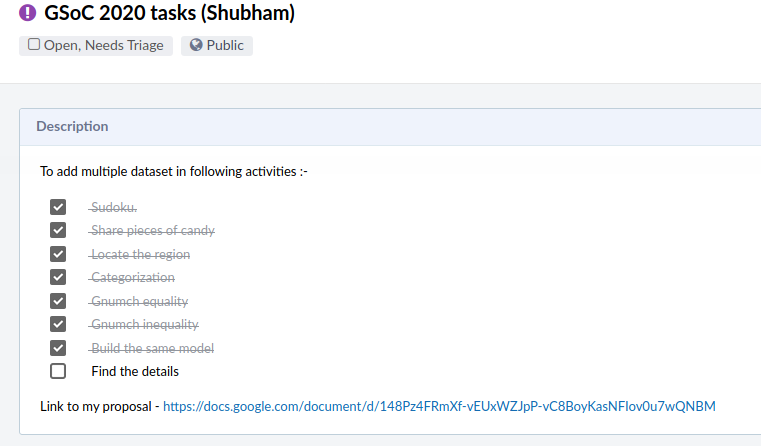 GSoC 2020 tasks (Shubham)
Open, Needs Triage Public
Description
To add multiple dataset in following activities :-
Sudoku.
Share pieces of candy
Locate the region
Categorization
Gnumch equality
Gnumch inequality
Build the same model
Find the details
Link to my proposal - https://docs.google.com/document/d/148Pz4FRmXf-vEUxWZJpP-vC8BoyKasNFlov0u7wQNBM